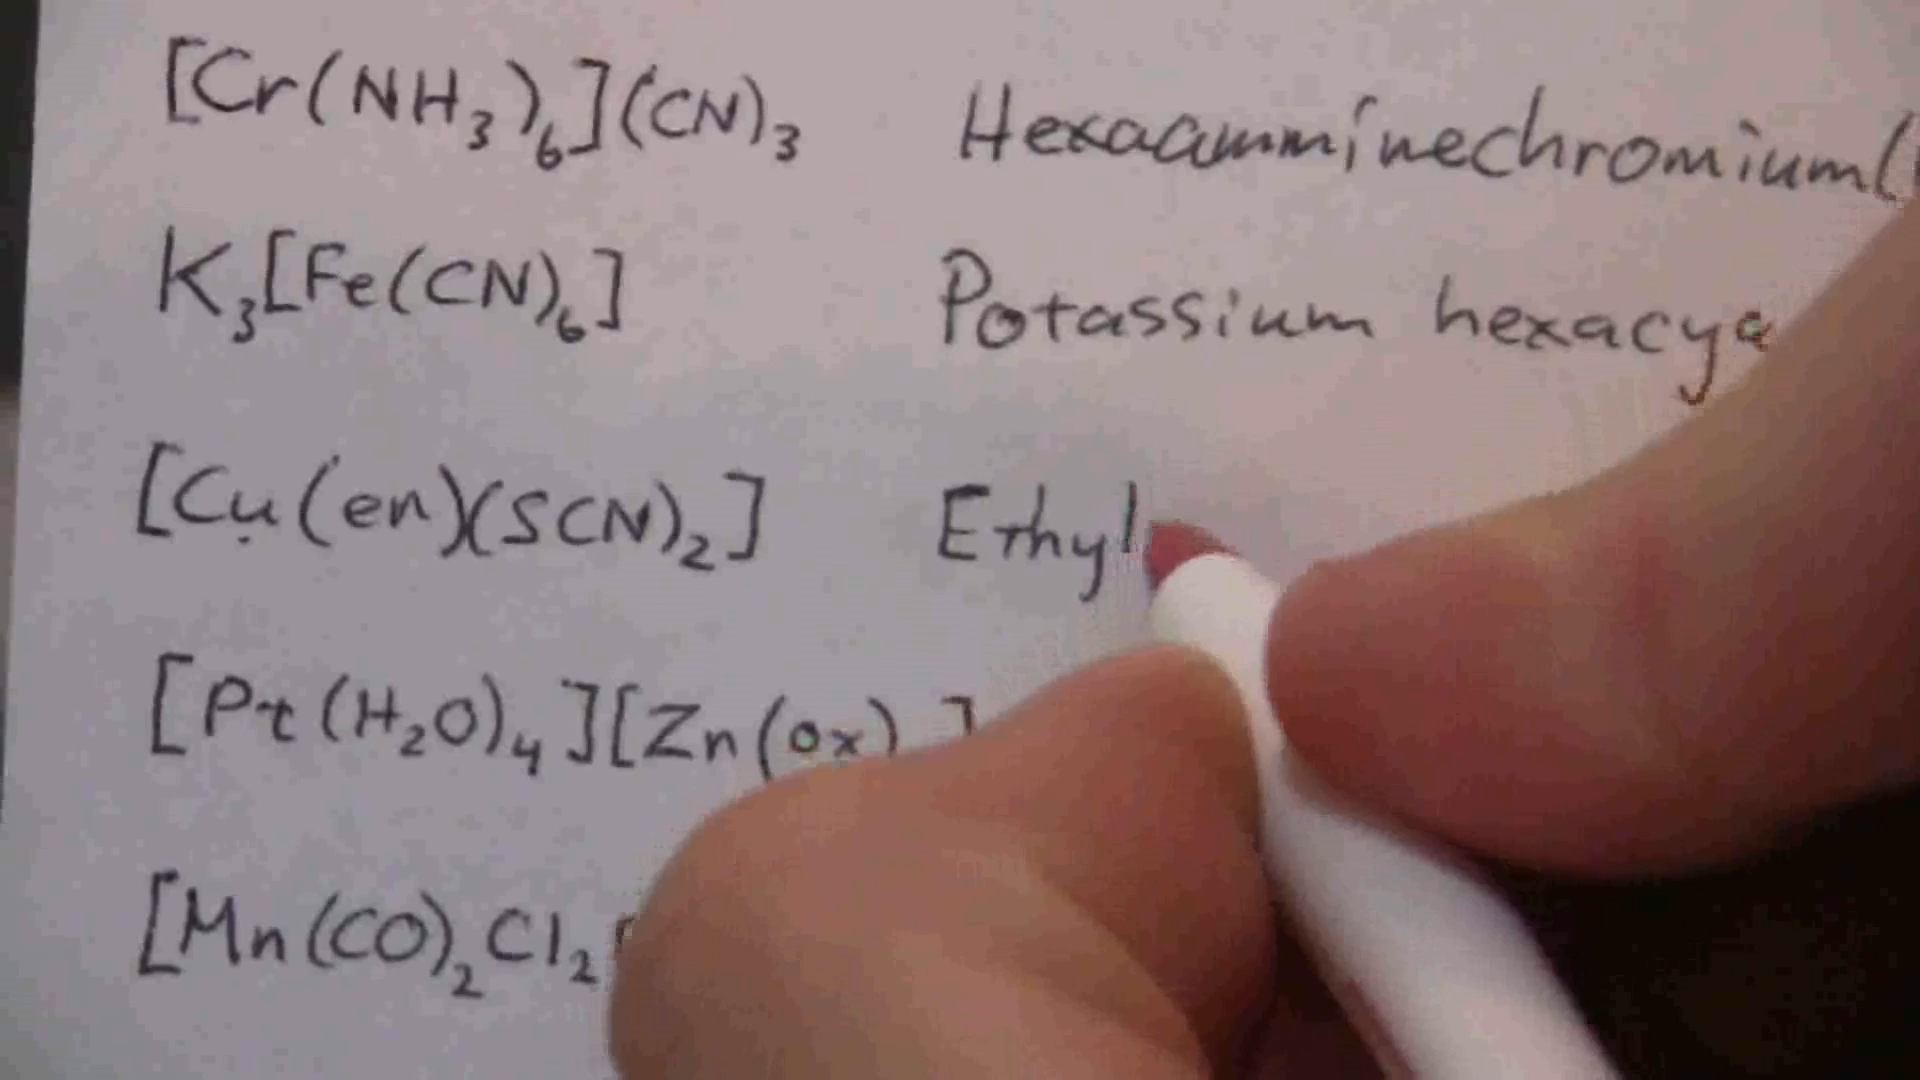 [Cr(NH₃)₆](CN)₃ Hexaamminechromium(
K₃[Fe(CN)₆] Potassium hexacya
[Cu(en)(SCN)₂] Ethyl
[Pt(H₂O)₄][Zn(ox) ]
[Mn(CO)₂Cl₂